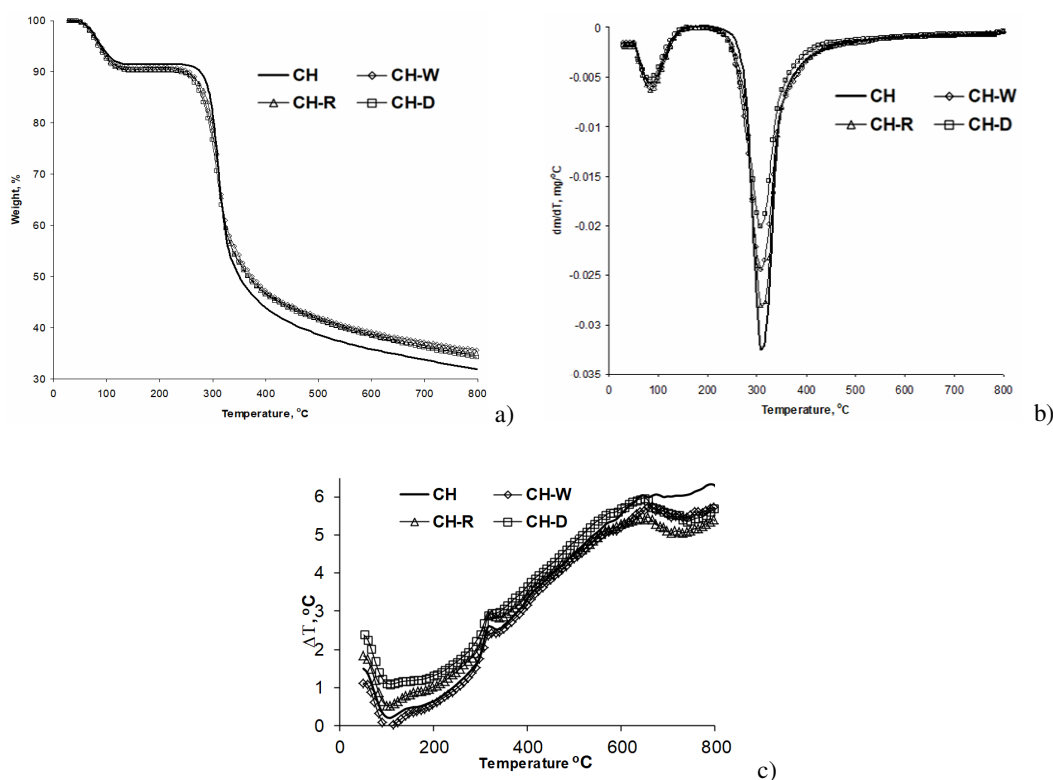 100
90
80
70
60
50
40
30
Weight, %
CH
CH-W
CH-R
CH-D
0
100
200
300
400
500
600
700
800
Temperature, °C
a)
0
-0.005
-0.01
-0.015
-0.02
-0.025
-0.03
-0.035
dm/dT, mg/°C
CH
CH-W
CH-R
CH-D
0
100
200
300
400
500
600
700
800
Temperature, °C
b)
6
5
4
3
2
1
0
ΔT,°C
CH
CH-W
CH-R
CH-D
0
200
400
600
800
Temperature °C
c)